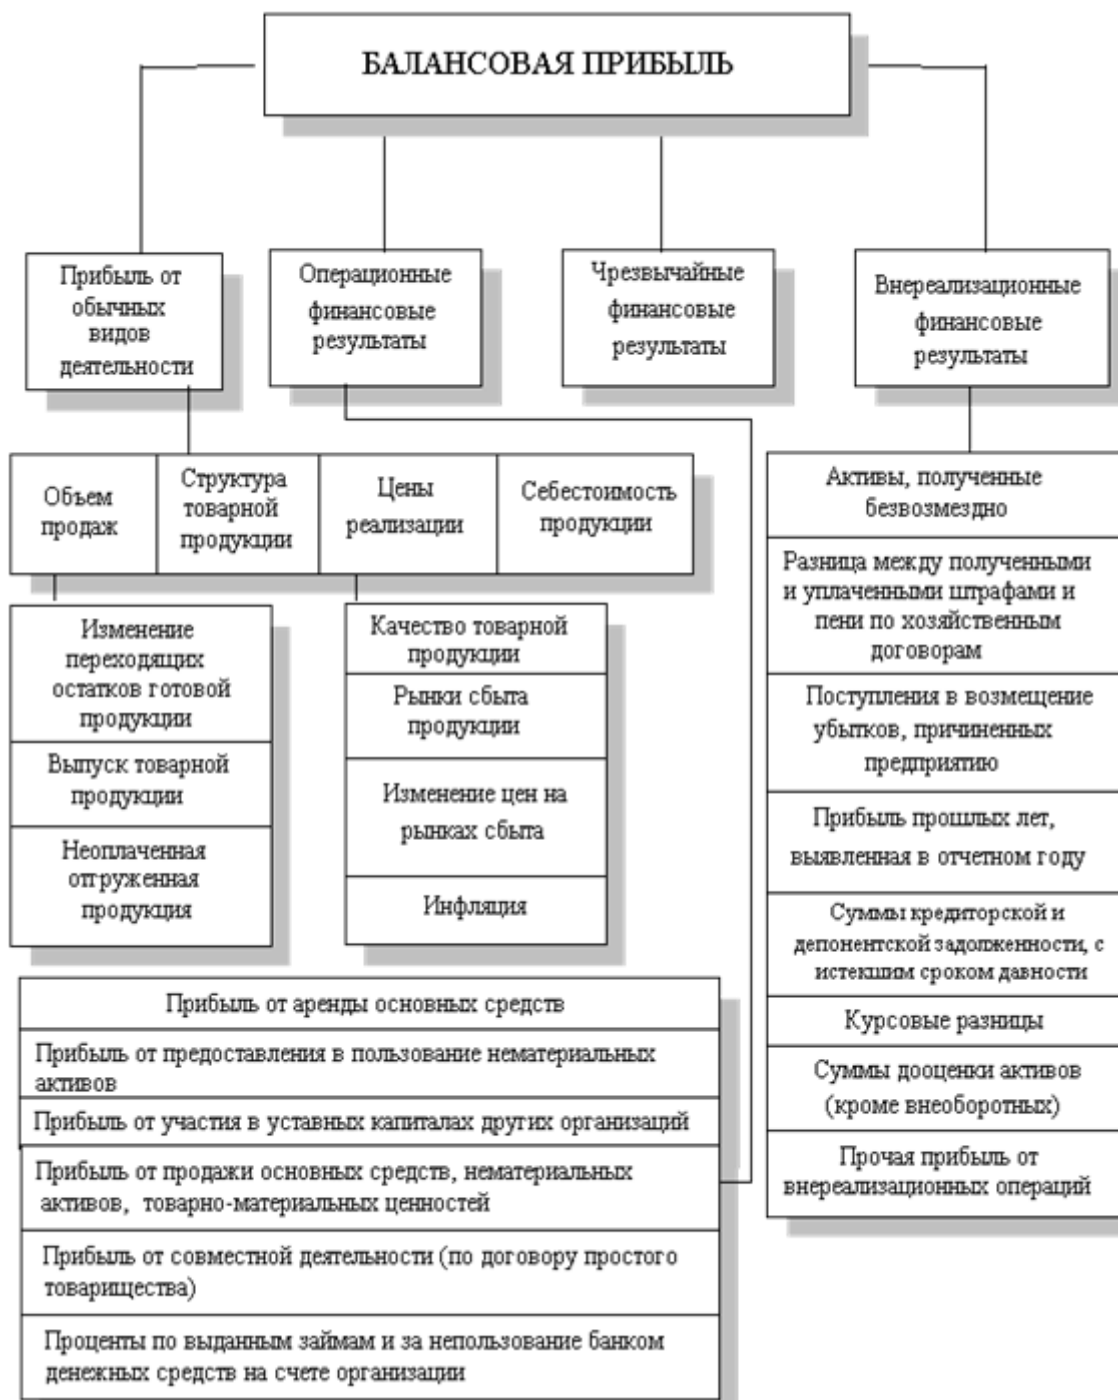 БАЛАНСОВАЯ ПРИБЫЛЬ
Прибыль от
обычных
видов
деятельности
Операционные
финансовые
результаты
Чрезвычайные
финансовые
результаты
Внереализационные
финансовые
результаты
Объем
продаж
Структура
товарной
продукции
Цены
реализации
Себестоимость
продукции
Изменение
переходящих
остатков готовой
продукции
Выпуск товарной
продукции
Неоплаченная
отгруженная
продукция
Качество товарной
продукции
Рынки сбыта
продукции
Изменение цен на
рынках сбыта
Инфляция
Активы, полученные
безвозмездно
Разница между полученными
и уплаченными штрафами и
пени по хозяйственным
договорам
Поступления в возмещение
убытков, причиненных
предприятию
Прибыль прошлых лет,
выявленная в отчетном году
Суммы кредиторской и
депонентской задолженности, с
истекшим сроком давности
Курсовые разницы
Суммы дооценки активов
(кроме внеоборотных)
Прочая прибыль от
внереализационных операций
Прибыль от аренды основных средств
Прибыль от предоставления в пользование нематериальных
активов
Прибыль от участия в уставных капиталах других организаций
Прибыль от продажи основных средств, нематериальных
активов, товарно-материальных ценностей
Прибыль от совместной деятельности (по договору простого
товарищества)
Проценты по выданным займам и за непользование банком
денежных средств на счете организации